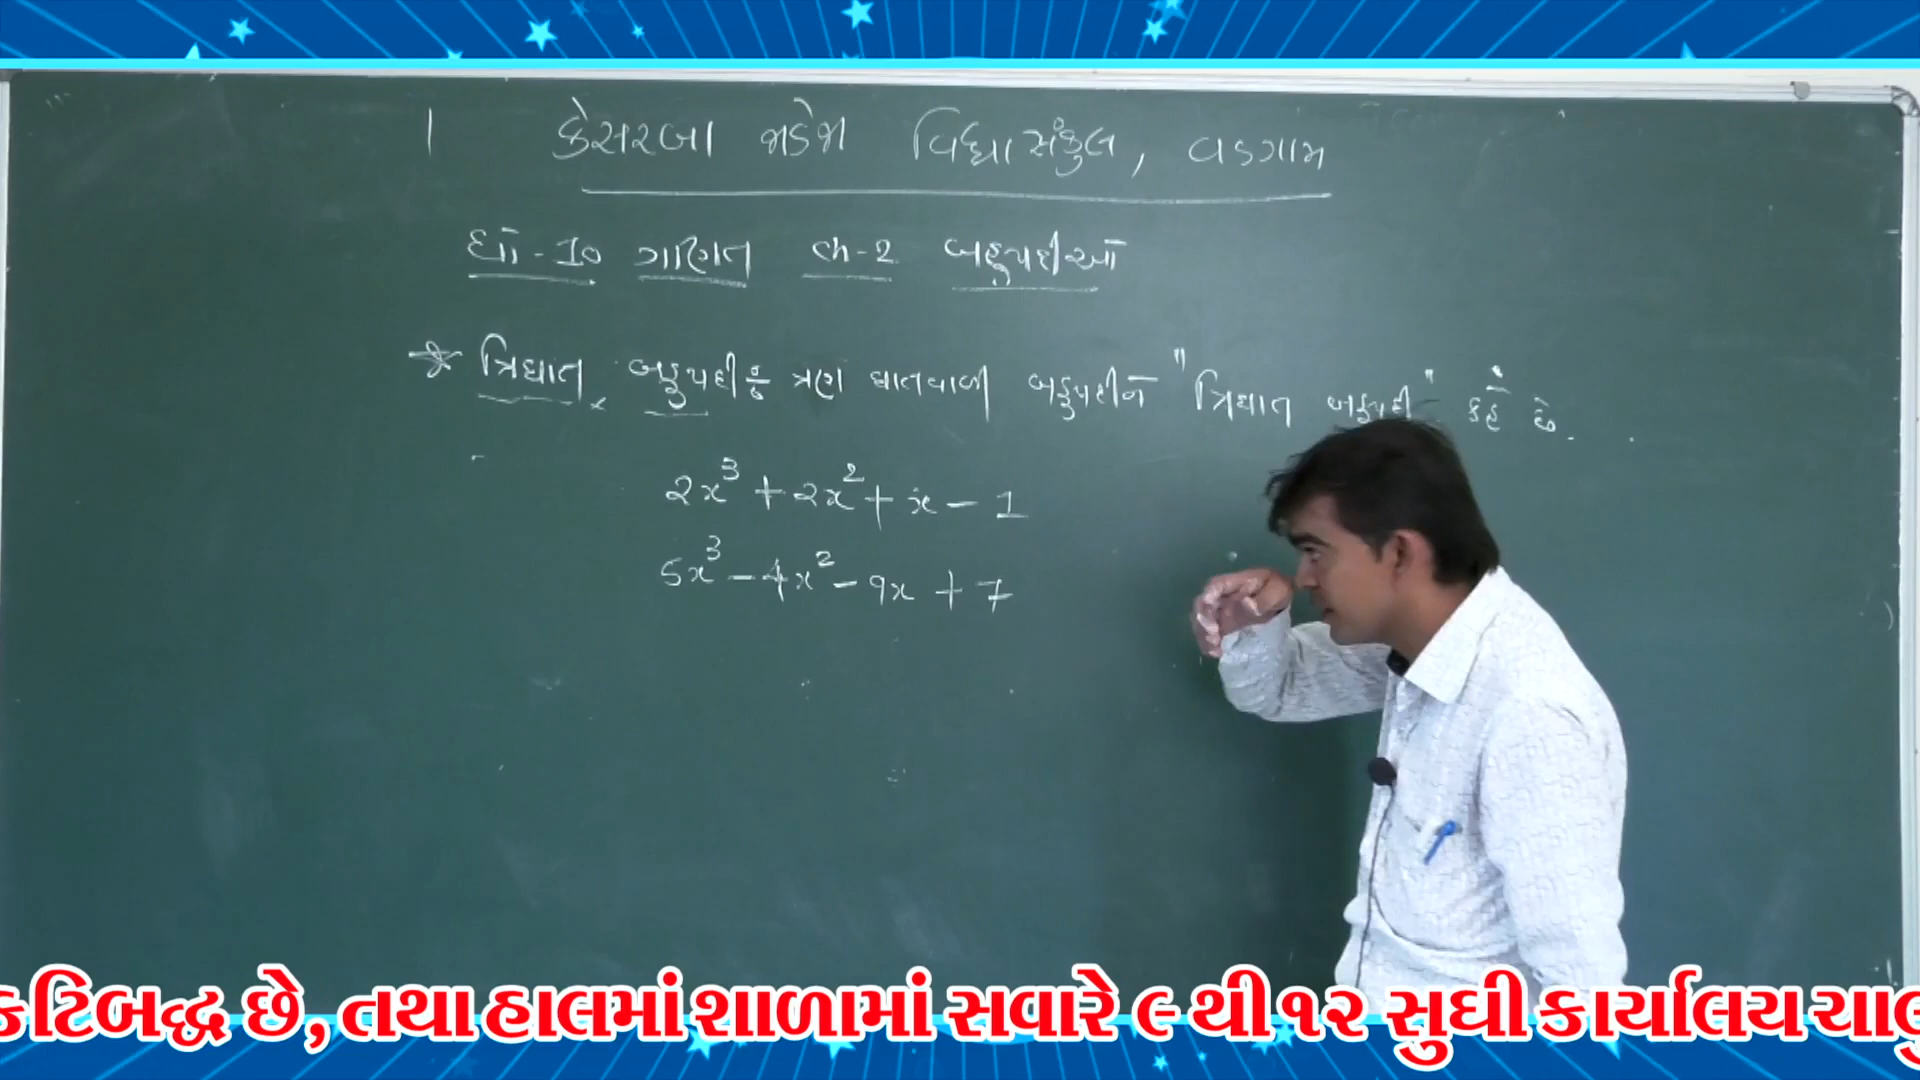 કેસરબા જાડેજા વિદ્યાસંકુલ, વડગામ
ધો-10 ગણિત ch-2 બહુપદીઓ
* ત્રિઘાત બહુપદી: ત્રણ ઘાતવાળી બહુપદીને "ત્રિઘાત બહુપદી" કહે છે.
2x³ + 2x² + x - 1
5x³ - 4x² - 9x + 7
કટિબદ્ધ છે, તથા હાલમાં શાળામાં સવારે ૯ થી ૧૨ સુધી કાર્યાલય